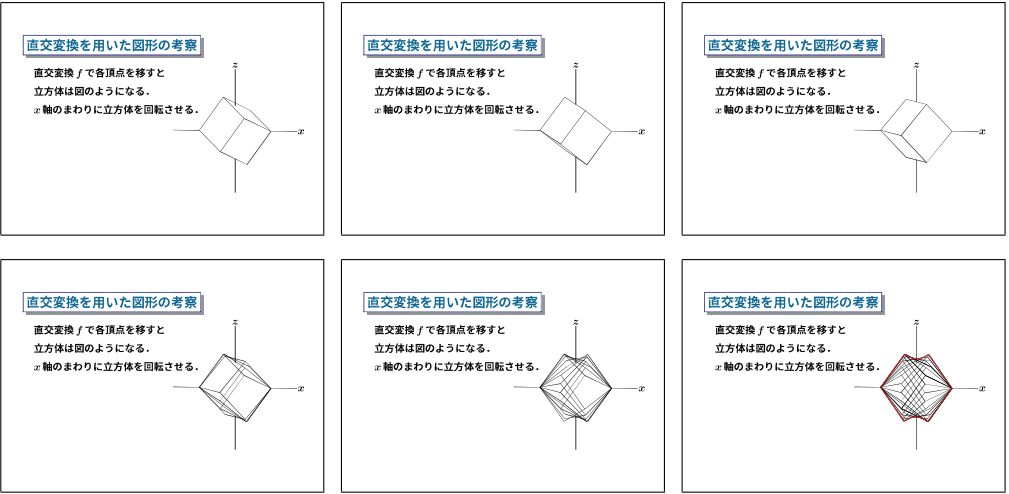 直交変換を用いた図形の考察
直交変換 f で各頂点を移すと
立方体は図のようになる．
x 軸のまわりに立方体を回転させる．
z
x
直交変換を用いた図形の考察
直交変換 f で各頂点を移すと
立方体は図のようになる．
x 軸のまわりに立方体を回転させる．
z
x
直交変換を用いた図形の考察
直交変換 f で各頂点を移すと
立方体は図のようになる．
x 軸のまわりに立方体を回転させる．
z
x
直交変換を用いた図形の考察
直交変換 f で各頂点を移すと
立方体は図のようになる．
x 軸のまわりに立方体を回転させる．
z
x
直交変換を用いた図形の考察
直交変換 f で各頂点を移すと
立方体は図のようになる．
x 軸のまわりに立方体を回転させる．
z
x
直交変換を用いた図形の考察
直交変換 f で各頂点を移すと
立方体は図のようになる．
x 軸のまわりに立方体を回転させる．
z
x